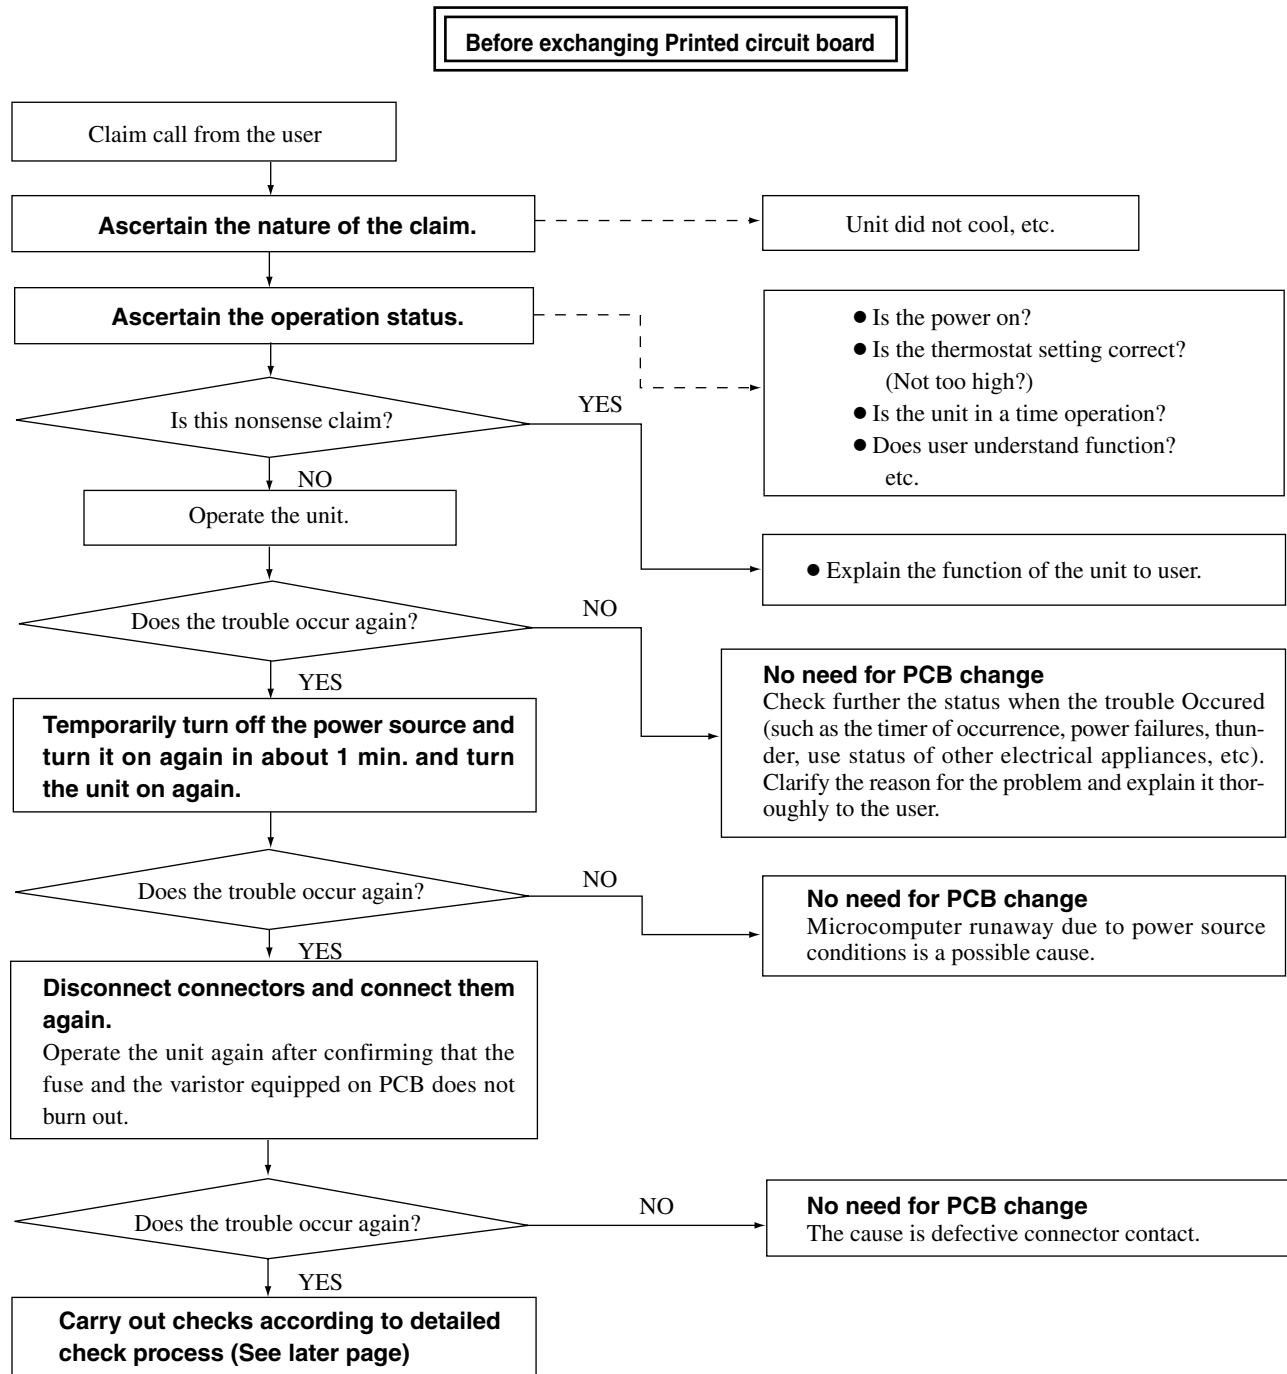 Before exchanging Printed circuit board
Claim call from the user
Ascertain the nature of the claim.
Unit did not cool, etc.
Ascertain the operation status.
● Is the power on?
● Is the thermostat setting correct?
(Not too high?)
● Is the unit in a time operation?
● Does user understand function?
etc.
Is this nonsense claim?
YES
NO
Operate the unit.
● Explain the function of the unit to user.
Does the trouble occur again?
NO
YES
No need for PCB change
Check further the status when the trouble Occured
(such as the timer of occurrence, power failures, thun-
der, use status of other electrical appliances, etc).
Clarify the reason for the problem and explain it thor-
oughly to the user.
Temporarily turn off the power source and
turn it on again in about 1 min. and turn
the unit on again.
Does the trouble occur again?
NO
YES
No need for PCB change
Microcomputer runaway due to power source
conditions is a possible cause.
Disconnect connectors and connect them
again.
Operate the unit again after confirming that the
fuse and the varistor equipped on PCB does not
burn out.
Does the trouble occur again?
NO
YES
No need for PCB change
The cause is defective connector contact.
Carry out checks according to detailed
check process (See later page)